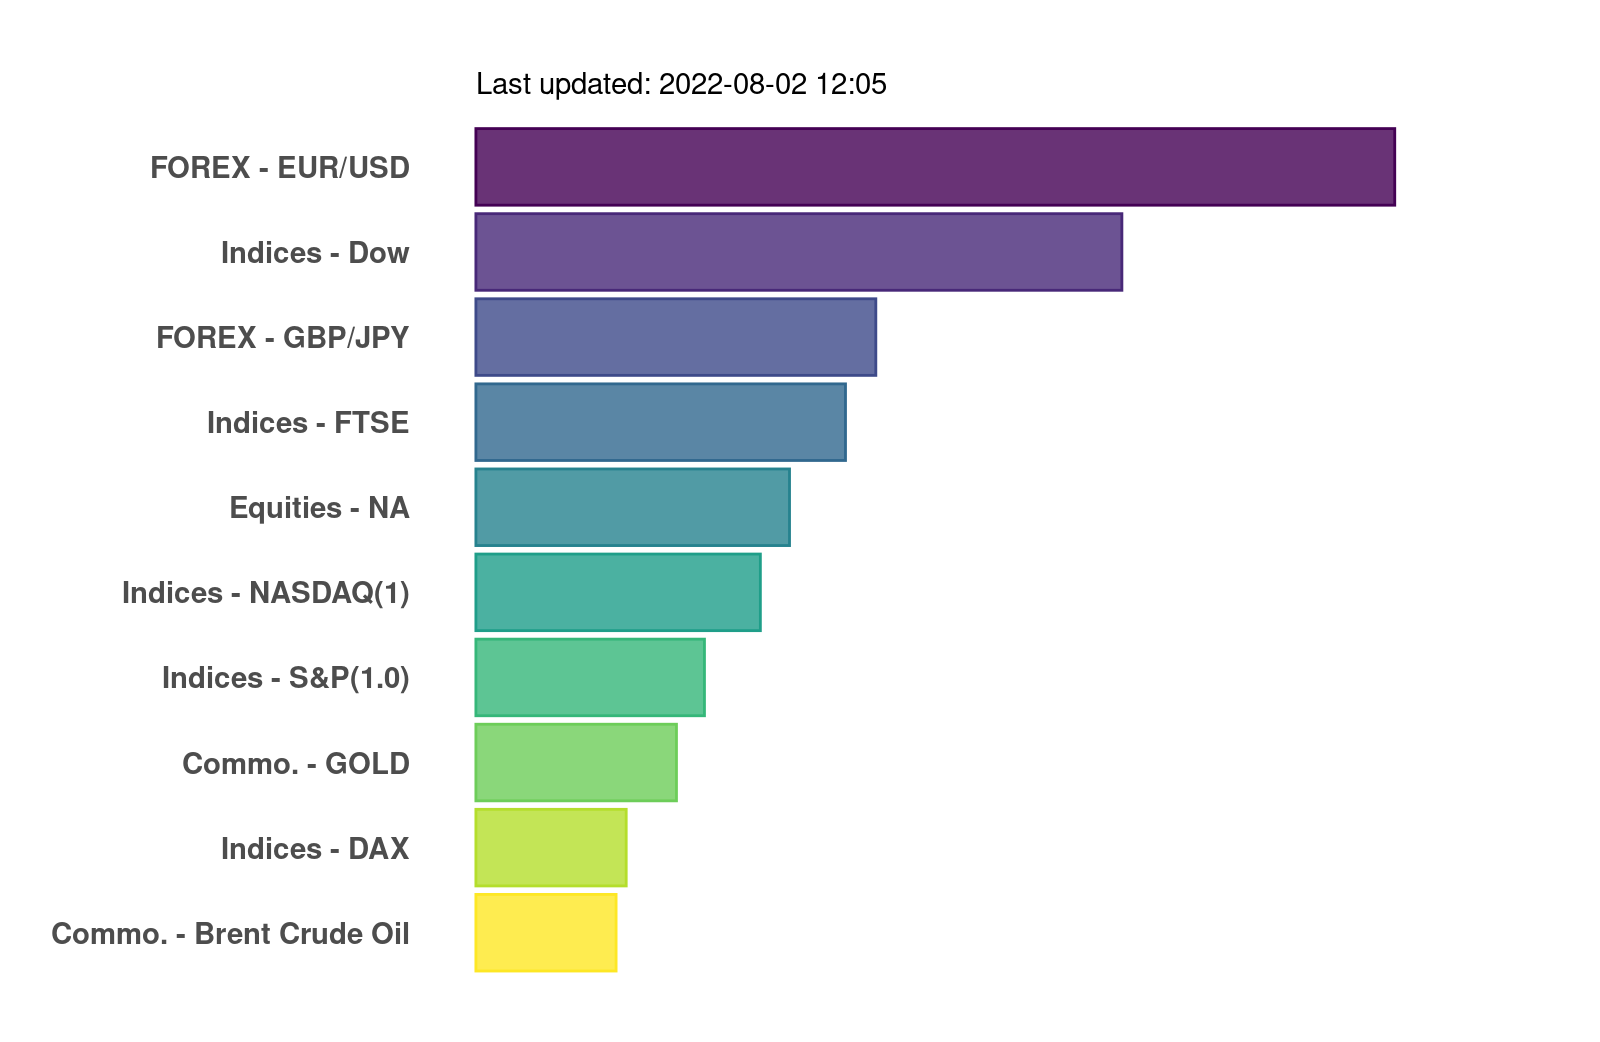 Last updated: 2022-08-02 12:05
FOREX - EUR/USD
Indices - Dow
FOREX - GBP/JPY
Indices - FTSE
Equities - NA
Indices - NASDAQ(1)
Indices - S&P(1.0)
Commo. - GOLD
Indices - DAX
Commo. - Brent Crude Oil